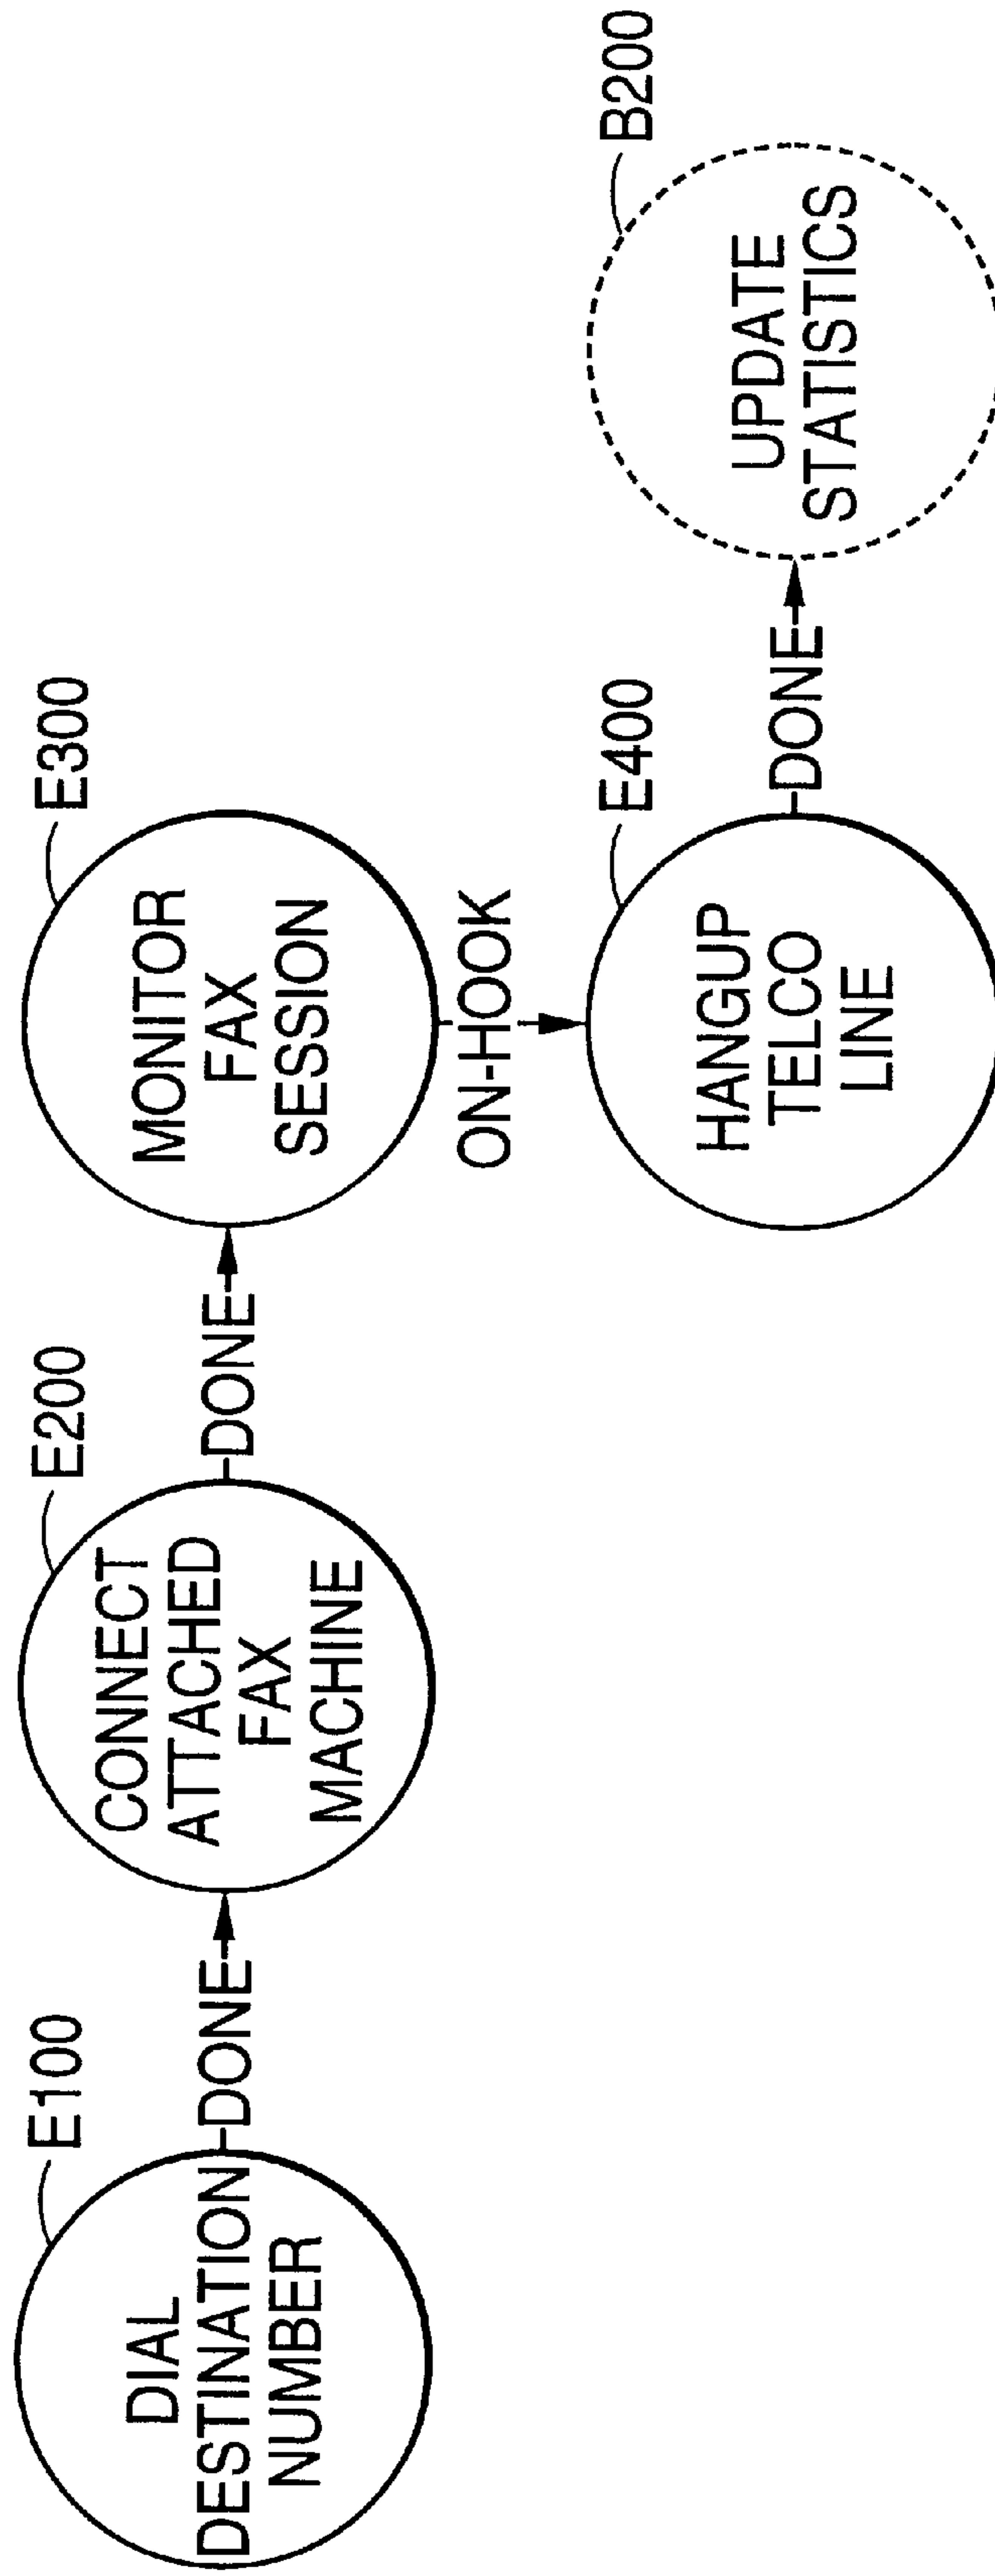 E100
DIAL
DESTINATION
NUMBER
DONE
E200
CONNECT
ATTACHED
FAX
MACHINE
DONE
E300
MONITOR
FAX
SESSION
ON-HOOK
E400
HANGUP
TELCO
LINE
DONE
B200
UPDATE
STATISTICS